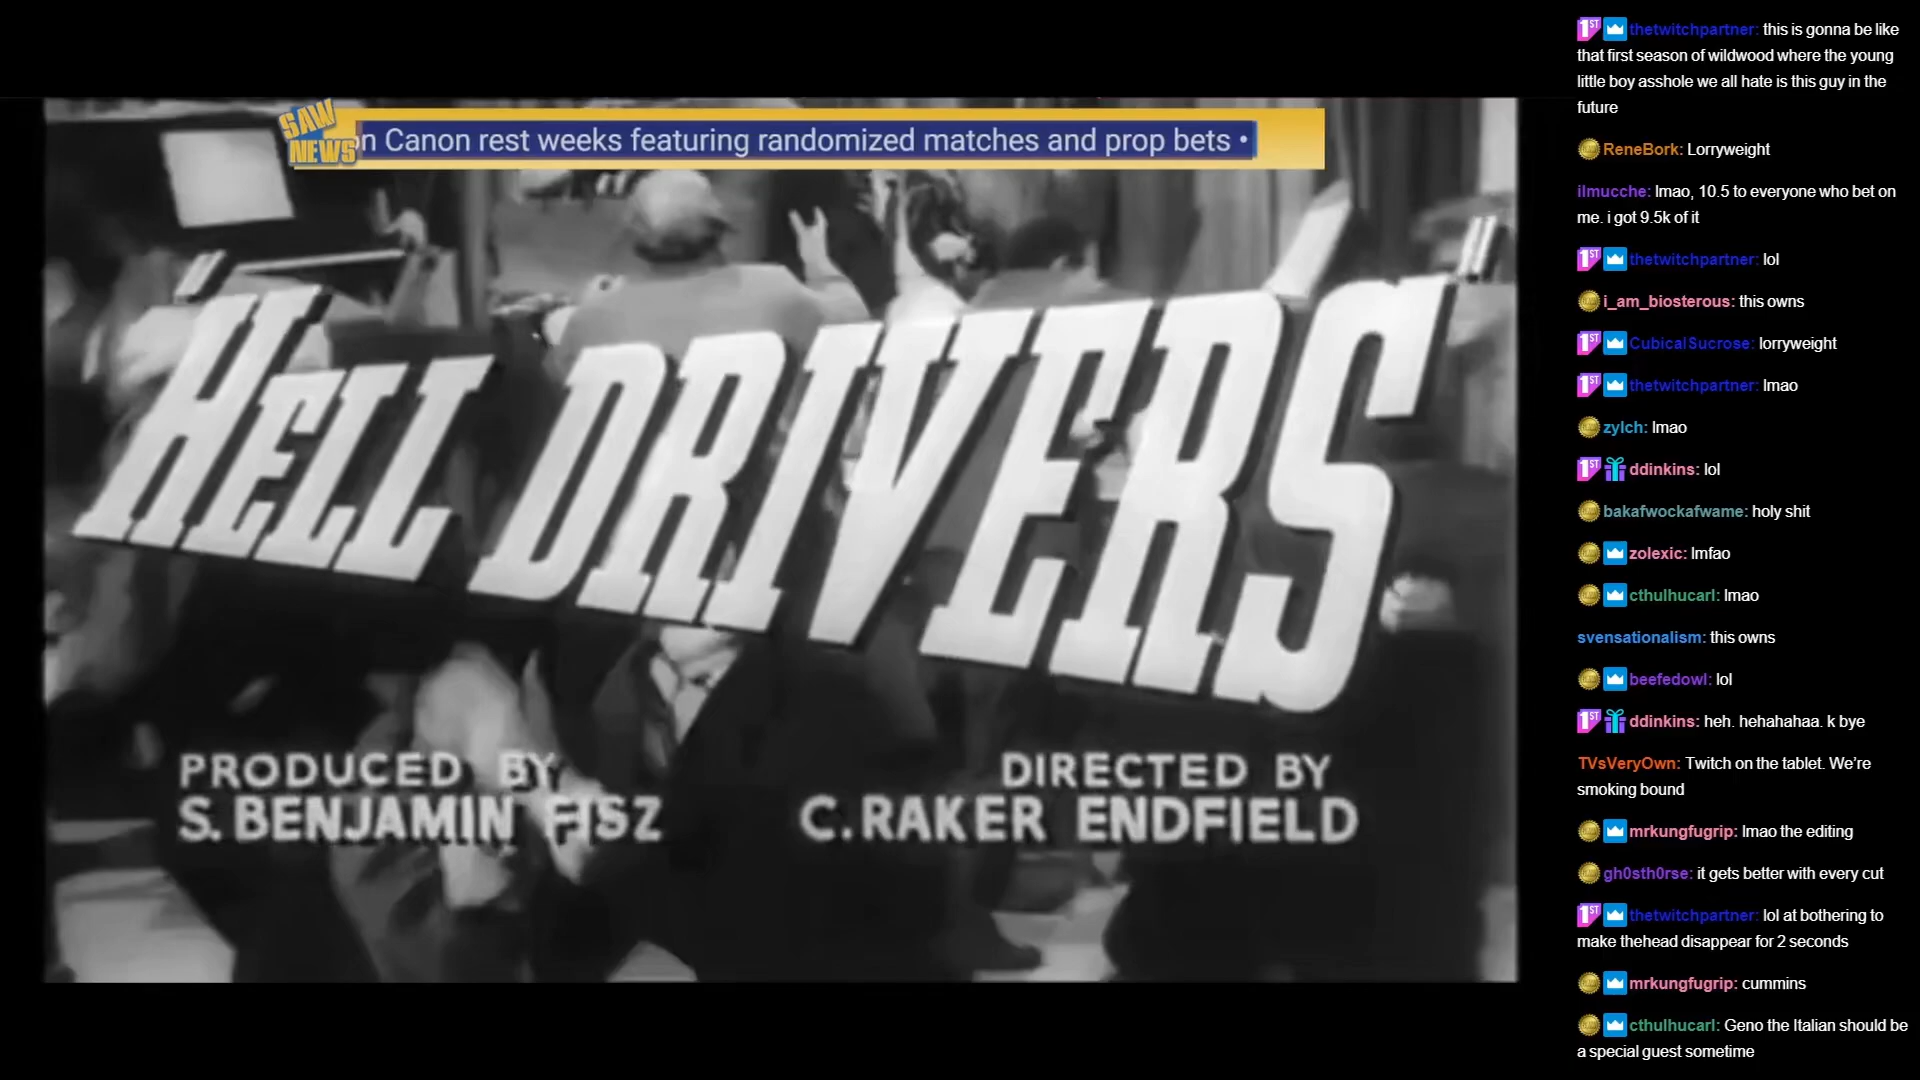 SAW
NEWS
n Canon rest weeks featuring randomized matches and prop bets •
HELL DRIVERS
PRODUCED BY
S. BENJAMIN FISZ
DIRECTED BY
C. RAKER ENDFIELD
thetwitchpartner: this is gonna be like
that first season of wildwood where the young
little boy asshole we all hate is this guy in the
future
ReneBork: Lorryweight
ilmucche: lmao, 10.5 to everyone who bet on
me. i got 9.5k of it
thetwitchpartner: lol
i_am_biosterous: this owns
CubicalSucrose: lorryweight
thetwitchpartner: lmao
zylch: lmao
ddinkins: lol
bakafwockafwame: holy shit
zolexic: lmfao
cthulhucarl: lmao
svensationalism: this owns
beefedowl: lol
ddinkins: heh. hehahahaa. k bye
TVsVeryOwn: Twitch on the tablet. We're
smoking bound
mrkungfugrip: lmao the editing
gh0sth0rse: it gets better with every cut
thetwitchpartner: lol at bothering to
make thehead disappear for 2 seconds
mrkungfugrip: cummins
cthulhucarl: Geno the Italian should be
a special guest sometime